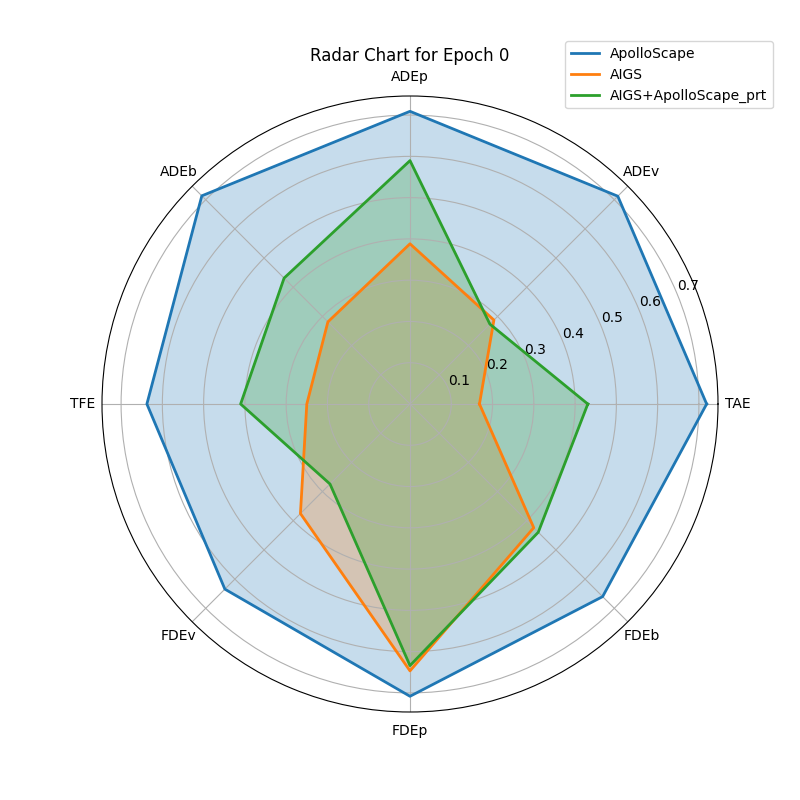 Radar Chart for Epoch 0
ApolloScape
AIGS
AIGS+ApolloScape_prt
ADEp
ADEb
ADEv
0.7
0.6
0.5
0.4
0.3
0.2
0.1
TFE
TAE
FDEv
FDEb
FDEp